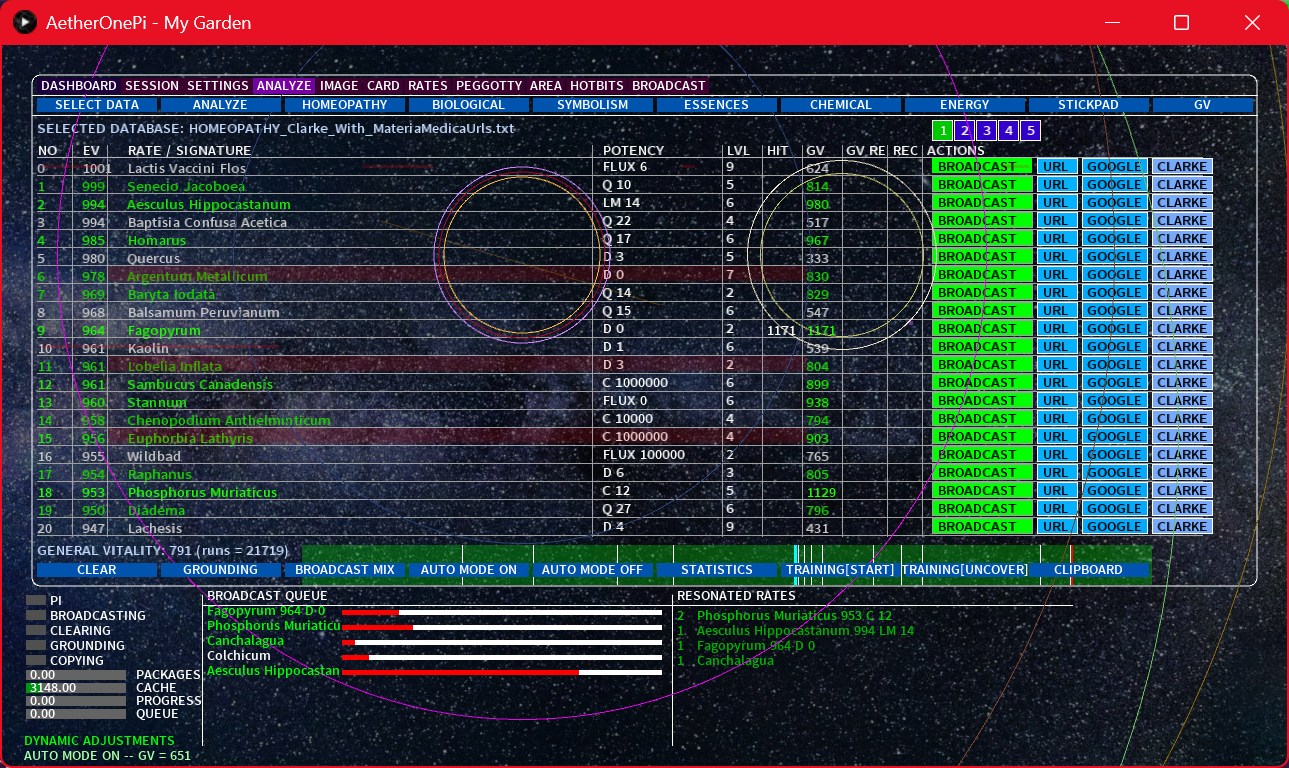 AetherOnePi - My Garden
DASHBOARD SESSION SETTINGS ANALYZE IMAGE CARD RATES PEGGOTTY AREA HOTBITS BROADCAST
SELECT DATA ANALYZE HOMEOPATHY BIOLOGICAL SYMBOLISM ESSENCES CHEMICAL ENERGY STICKPAD GV
SELECTED DATABASE: HOMEOPATHY_Clarke_With_MateriaMedicaUrls.txt 1 2 3 4 5
NO EV RATE / SIGNATURE POTENCY LVL HIT GV GV RE REC ACTIONS
0 1001 Lactis Vaccini Flos FLUX 6 9 624 BROADCAST URL GOOGLE CLARKE
1 999 Senecio Jacoboea Q 10 5 814 BROADCAST URL GOOGLE CLARKE
2 994 Aesculus Hippocastanum LM 14 6 980 BROADCAST URL GOOGLE CLARKE
3 994 Baptisia Confusa Acetica Q 22 4 517 BROADCAST URL GOOGLE CLARKE
4 985 Homarus Q 17 6 967 BROADCAST URL GOOGLE CLARKE
5 980 Quercus D 3 5 333 BROADCAST URL GOOGLE CLARKE
6 978 Argentum Metallicum D 0 7 830 BROADCAST URL GOOGLE CLARKE
7 969 Baryta Iodata Q 14 2 829 BROADCAST URL GOOGLE CLARKE
8 968 Balsamum Peruvianum Q 15 6 547 BROADCAST URL GOOGLE CLARKE
9 964 Fagopyrum D 0 2 1171 1171 BROADCAST URL GOOGLE CLARKE
10 961 Kaolin D 1 6 539 BROADCAST URL GOOGLE CLARKE
11 961 Lobelia Inflata D 3 2 804 BROADCAST URL GOOGLE CLARKE
12 961 Sambucus Canadensis C 1000000 6 899 BROADCAST URL GOOGLE CLARKE
13 960 Stannum FLUX 0 6 938 BROADCAST URL GOOGLE CLARKE
14 958 Chenopodium Anthelminticum C 10000 4 794 BROADCAST URL GOOGLE CLARKE
15 956 Euphorbia Lathyris C 1000000 4 903 BROADCAST URL GOOGLE CLARKE
16 955 Wildbad FLUX 100000 2 765 BROADCAST URL GOOGLE CLARKE
17 954 Raphanus D 6 3 805 BROADCAST URL GOOGLE CLARKE
18 953 Phosphorus Muriaticus C 12 5 1129 BROADCAST URL GOOGLE CLARKE
19 950 Diadema Q 27 6 796 BROADCAST URL GOOGLE CLARKE
20 947 Lachesis D 4 9 431 BROADCAST URL GOOGLE CLARKE
GENERAL VITALITY: 791 (runs = 21719)
CLEAR GROUNDING BROADCAST MIX AUTO MODE ON AUTO MODE OFF STATISTICS TRAINING[START] TRAINING[UNCOVER] CLIPBOARD
PI
BROADCASTING
CLEARING
GROUNDING
COPYING
0.00 PACKAGES
3148.00 CACHE
0.00 PROGRESS
0.00 QUEUE
DYNAMIC ADJUSTMENTS
AUTO MODE ON -- GV = 651
BROADCAST QUEUE
Fagopyrum 964 D 0
Phosphorus Muriaticu
Canchalagua
Colchicum
Aesculus Hippocastan
RESONATED RATES
2 Phosphorus Muriaticus 953 C 12
1 Aesculus Hippocastanum 994 LM 14
1 Fagopyrum 964 D 0
1 Canchalagua